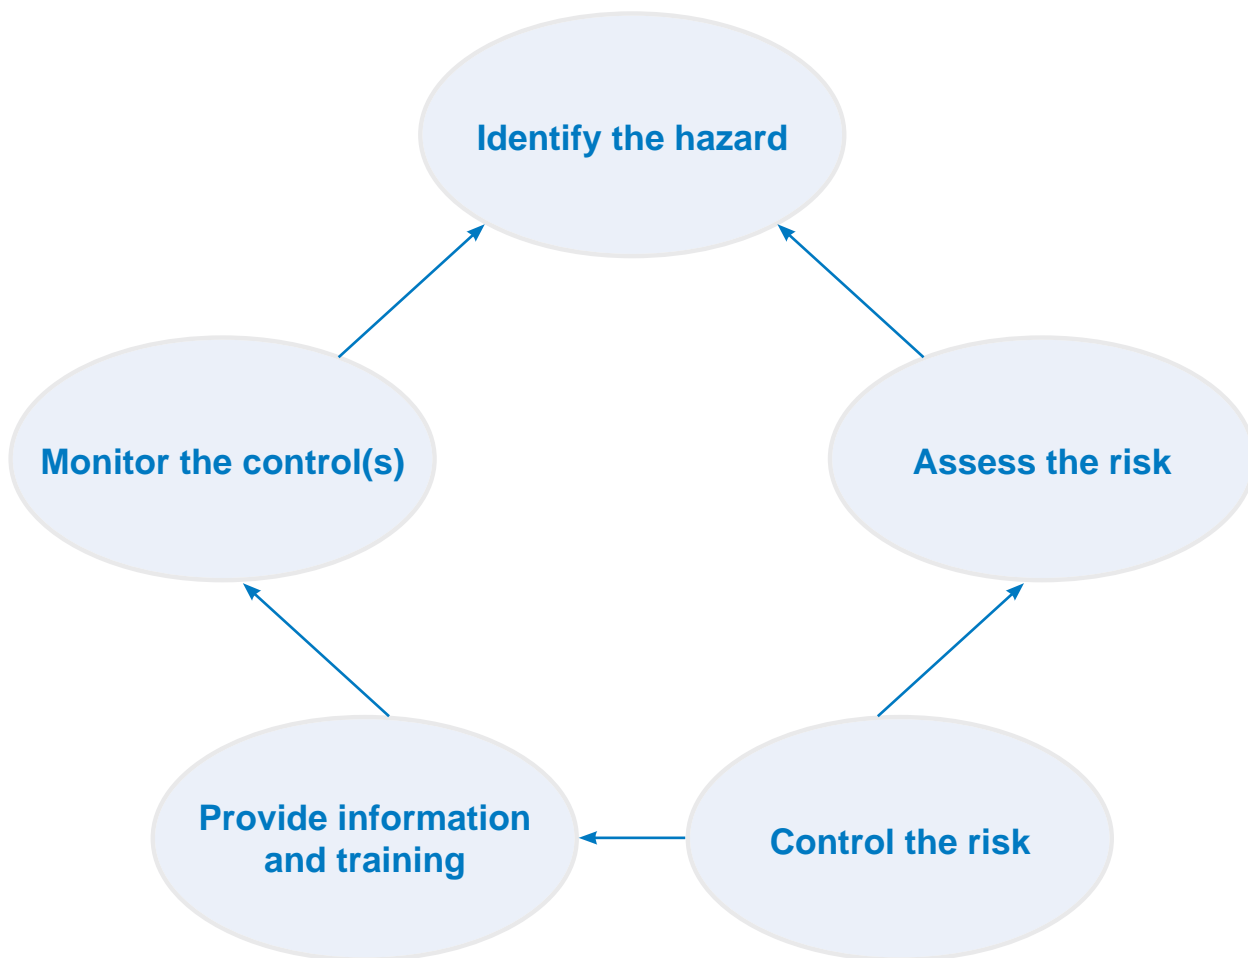 Identify the hazard
Monitor the control(s)
Assess the risk
Provide information
and training
Control the risk